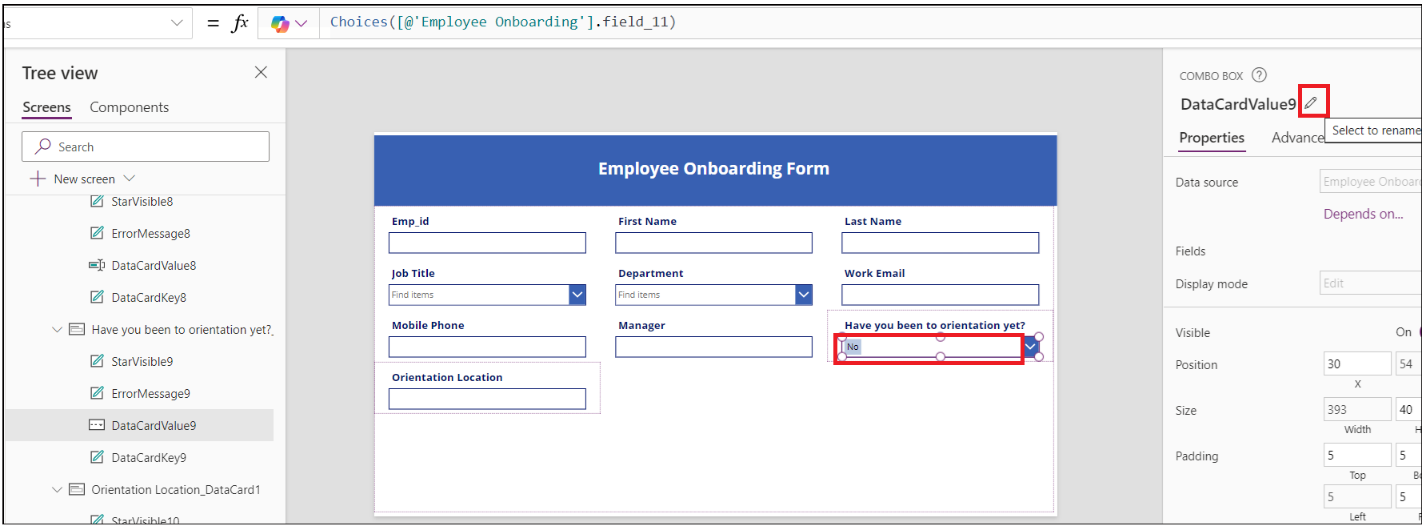 = fx Choices([@'Employee Onboarding'].field_11)
Tree view
Screens Components
Search
New screen
StarVisible8
ErrorMessage8
DataCardValue8
DataCardKey8
Have you been to orientation yet?_
StarVisible9
ErrorMessage9
DataCardValue9
DataCardKey9
Orientation Location_DataCard1
StarVisible10
Employee Onboarding Form
Emp_id First Name Last Name
Job Title Department Work Email
Find items Find items
Mobile Phone Manager Have you been to orientation yet?
No
Orientation Location
COMBO BOX ?
DataCardValue9
Select to rename
Properties Advance
Data source Employee Onboar
Depends on...
Fields
Display mode Edit
Visible On
Position 30 54
X
Size 393 40
Width H
Padding 5 5
Top Bo
5 5
Left